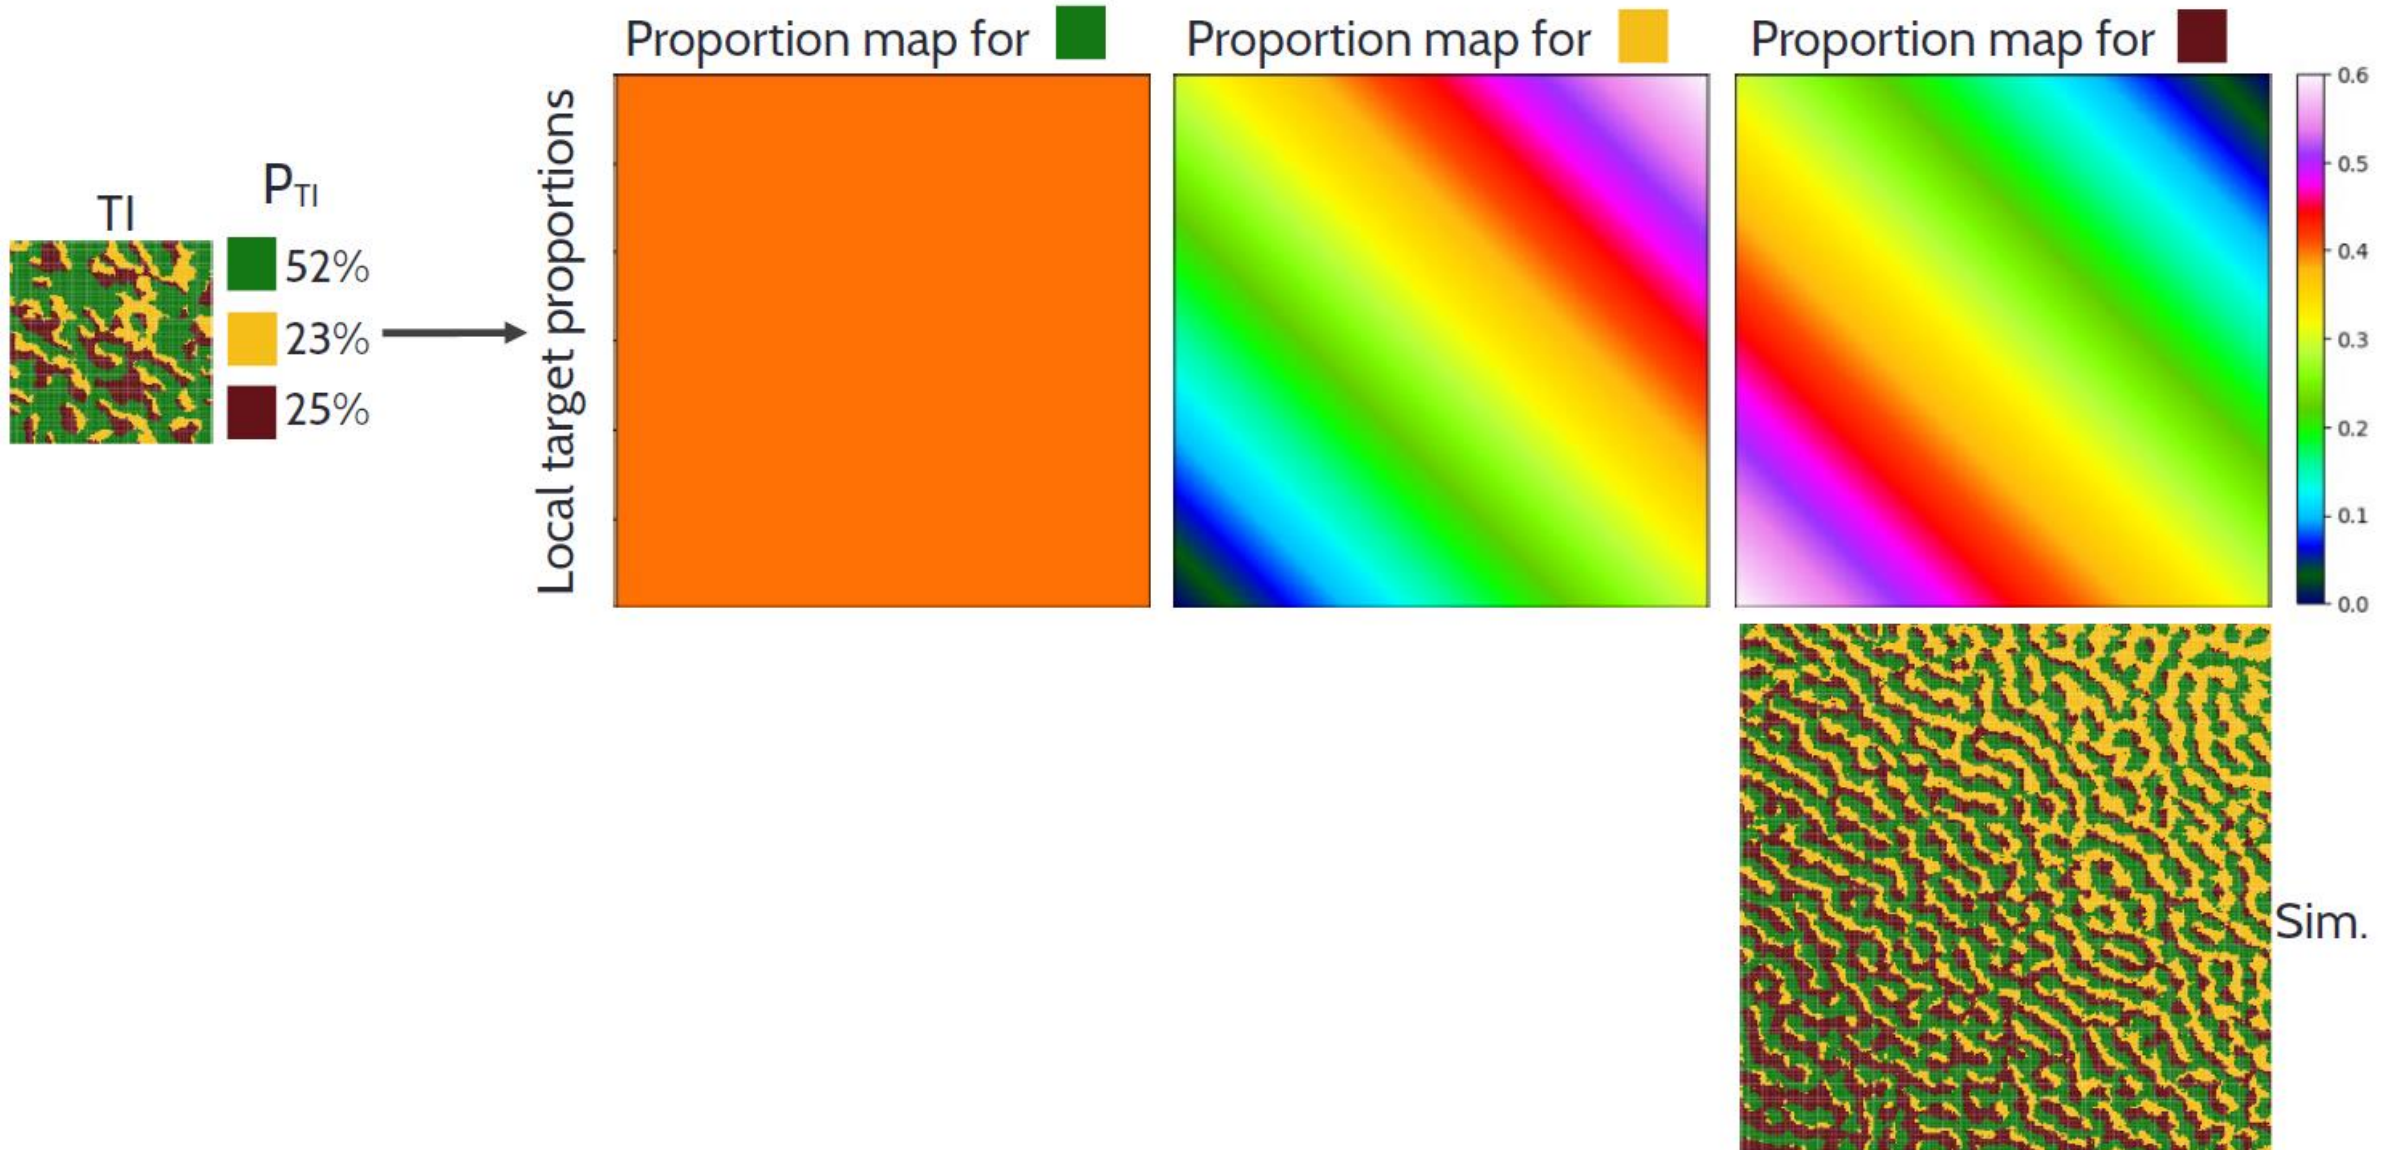 Proportion map for
Proportion map for
Proportion map for
Local target proportions
TI
P_TI
52%
23%
25%
0.6
0.5
0.4
0.3
0.2
0.1
0.0
Sim.